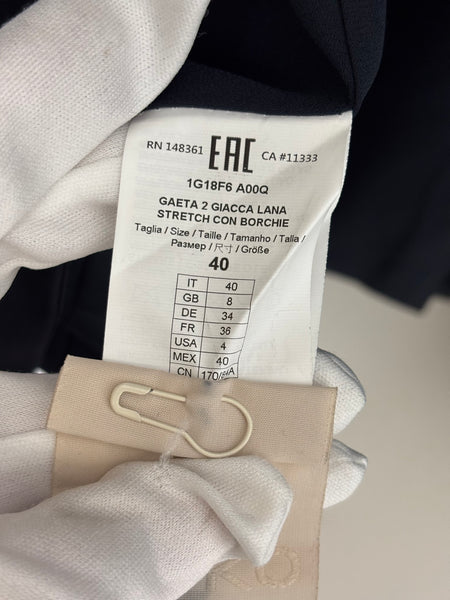 RN 148361 EAC CA #11333
1G18F6 A00Q
GAETA 2 GIACCA LANA
STRETCH CON BORCHIE
Taglia / Size / Taille / Tamanho / Talla /
Размер / 尺寸 / Größe
40
IT 40
GB 8
DE 34
FR 36
USA 4
MEX 40
CN